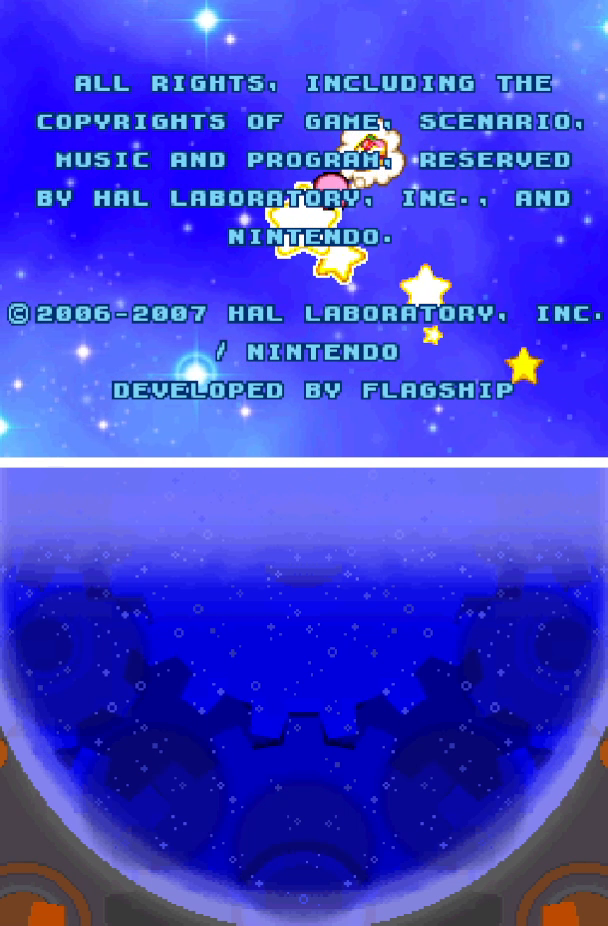 ALL RIGHTS, INCLUDING THE
COPYRIGHTS OF GAME, SCENARIO,
MUSIC AND PROGRAM, RESERVED
BY HAL LABORATORY, INC., AND
NINTENDO.
©2006-2007 HAL LABORATORY, INC.
/ NINTENDO
DEVELOPED BY FLAGSHIP